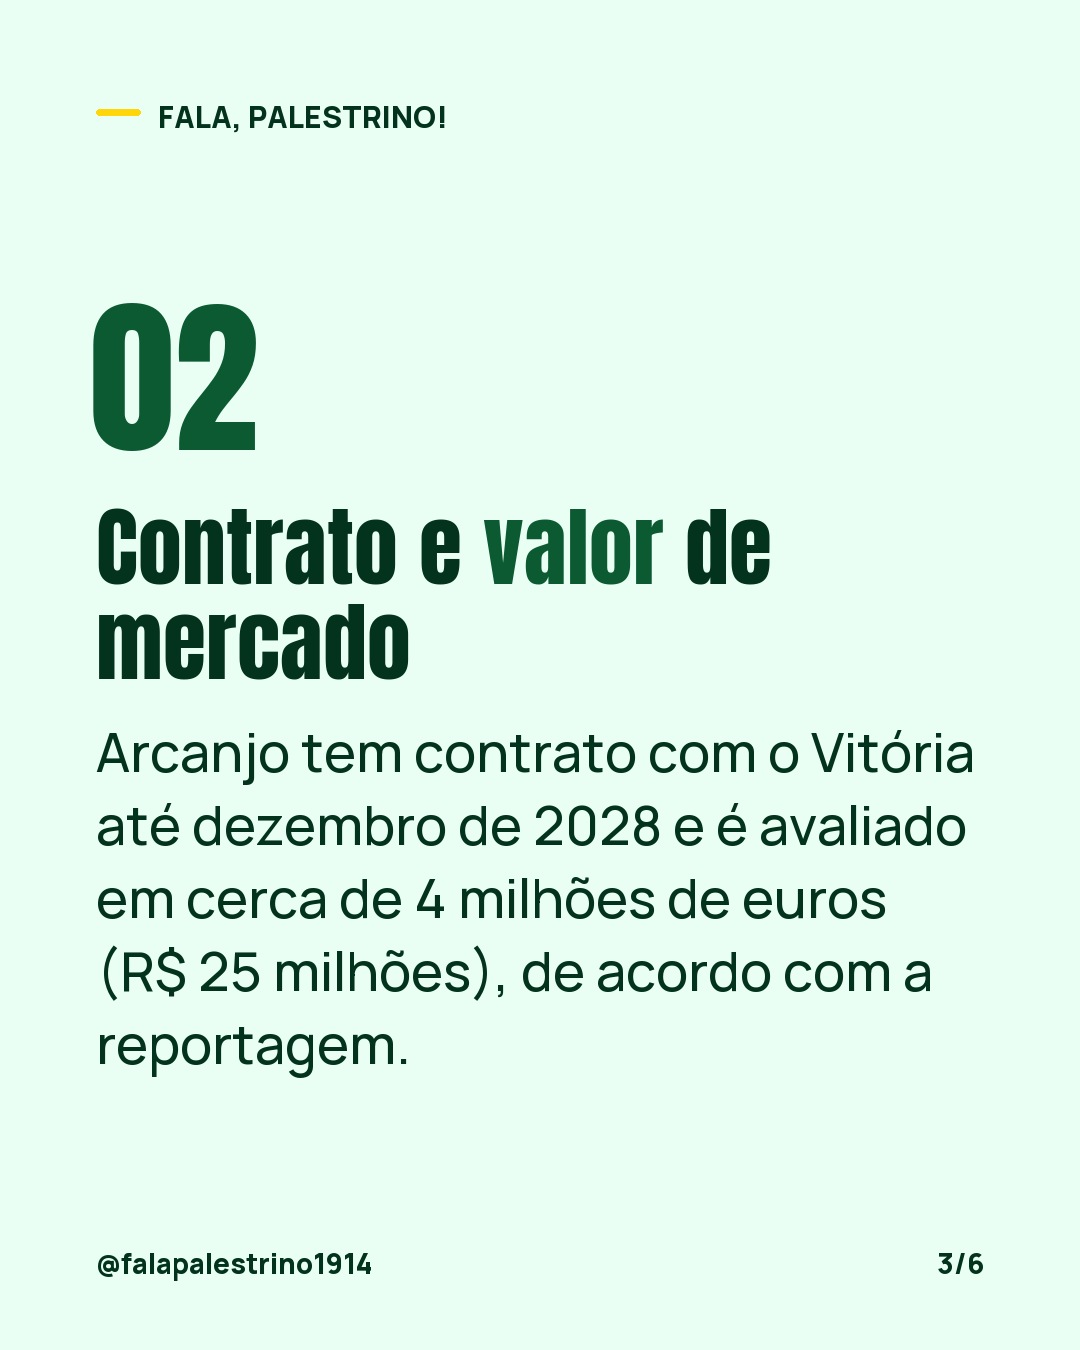 FALA, PALESTRINO!
02
Contrato e valor de
mercado
Arcanjo tem contrato com o Vitória
até dezembro de 2028 e é avaliado
em cerca de 4 milhões de euros
(R$ 25 milhões), de acordo com a
reportagem.
@falapalestrino1914
3/6